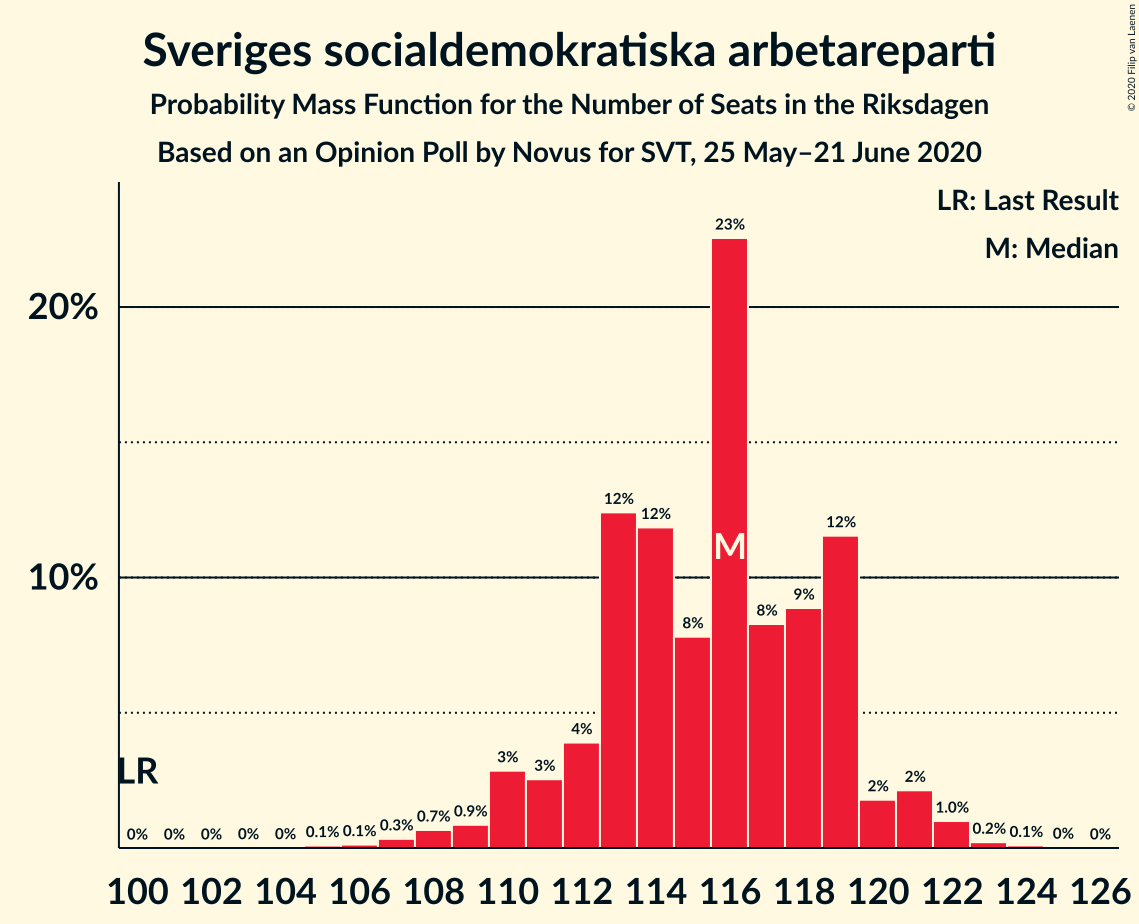 Sveriges socialdemokratiska arbetareparti
Probability Mass Function for the Number of Seats in the Riksdagen
Based on an Opinion Poll by Novus for SVT, 25 May–21 June 2020
© 2020 Filip van Laenen
LR: Last Result
M: Median
20%
10%
LR
M
0% 0% 0% 0% 0% 0.1% 0.1% 0.3% 0.7% 0.9% 3% 3% 4% 12% 12% 8% 23% 8% 9% 12% 2% 2% 1.0% 0.2% 0.1% 0% 0%
100 102 104 106 108 110 112 114 116 118 120 122 124 126